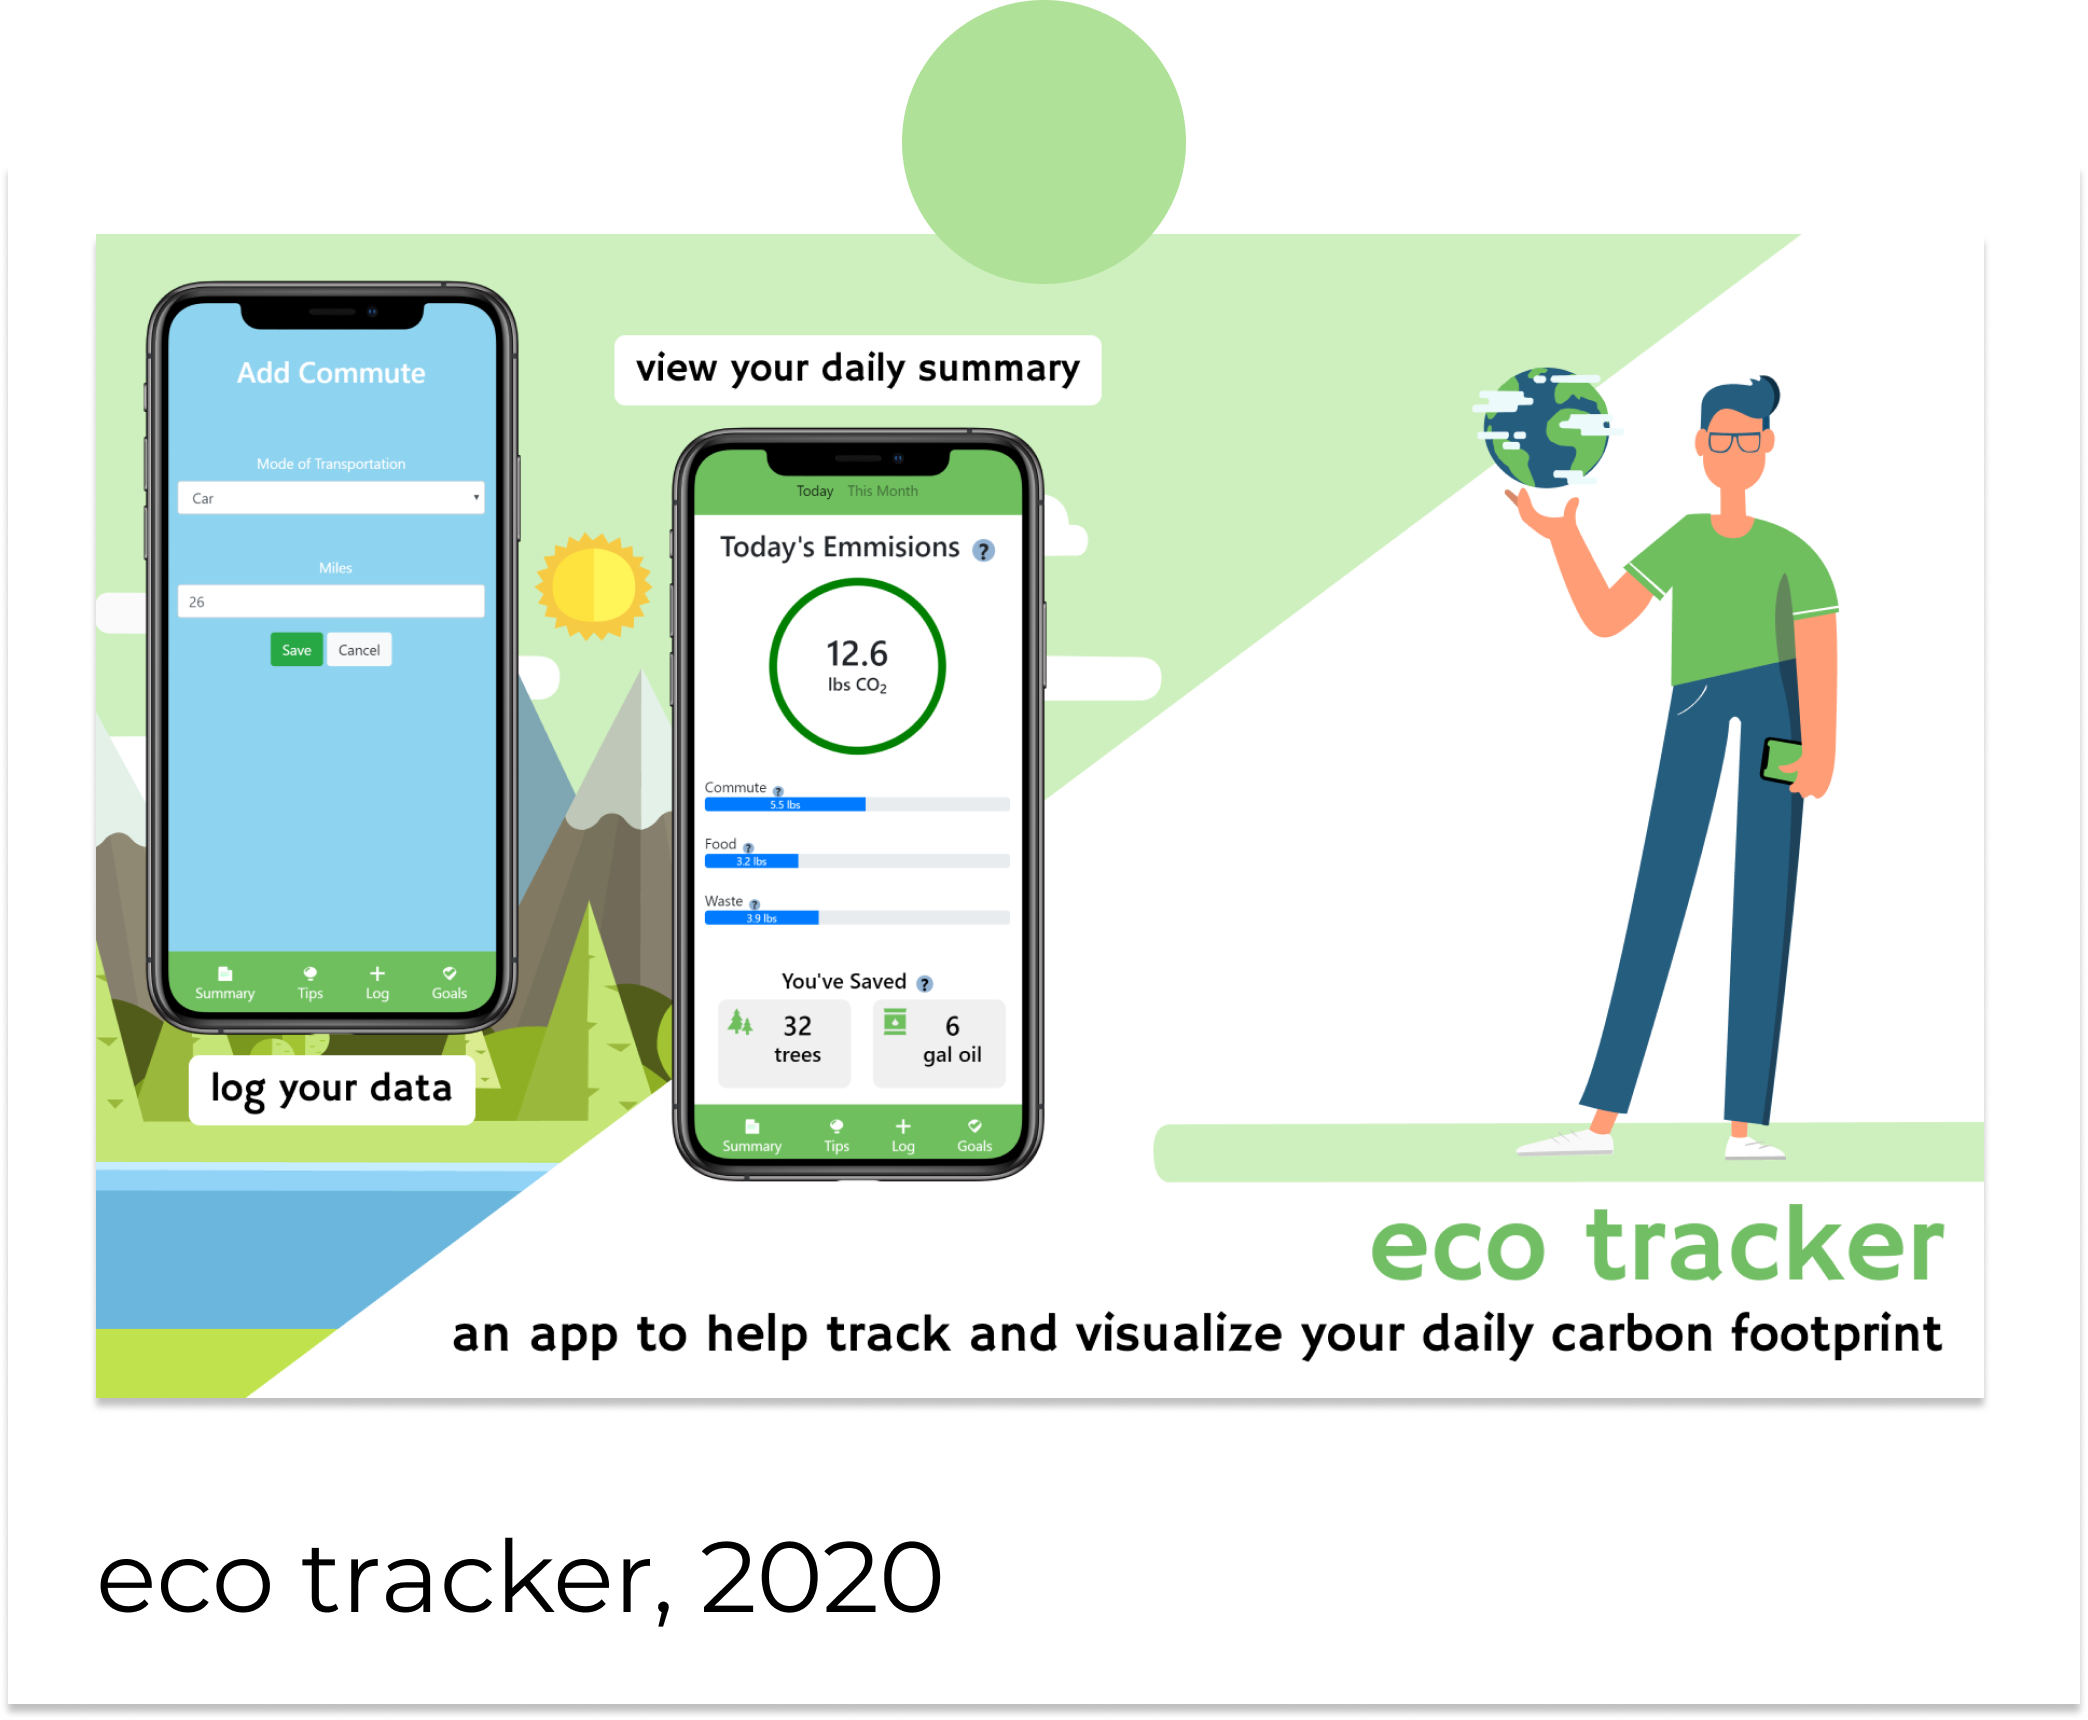 Add Commute
Mode of Transportation
Car
Miles
26
Save Cancel
Summary Tips Log Goals
log your data
view your daily summary
Today This Month
Today's Emmisions ?
12.6
lbs CO₂
Commute ?
5.5 lbs
Food ?
3.2 lbs
Waste ?
3.9 lbs
You've Saved ?
32
trees
6
gal oil
Summary Tips Log Goals
eco tracker
an app to help track and visualize your daily carbon footprint
eco tracker, 2020